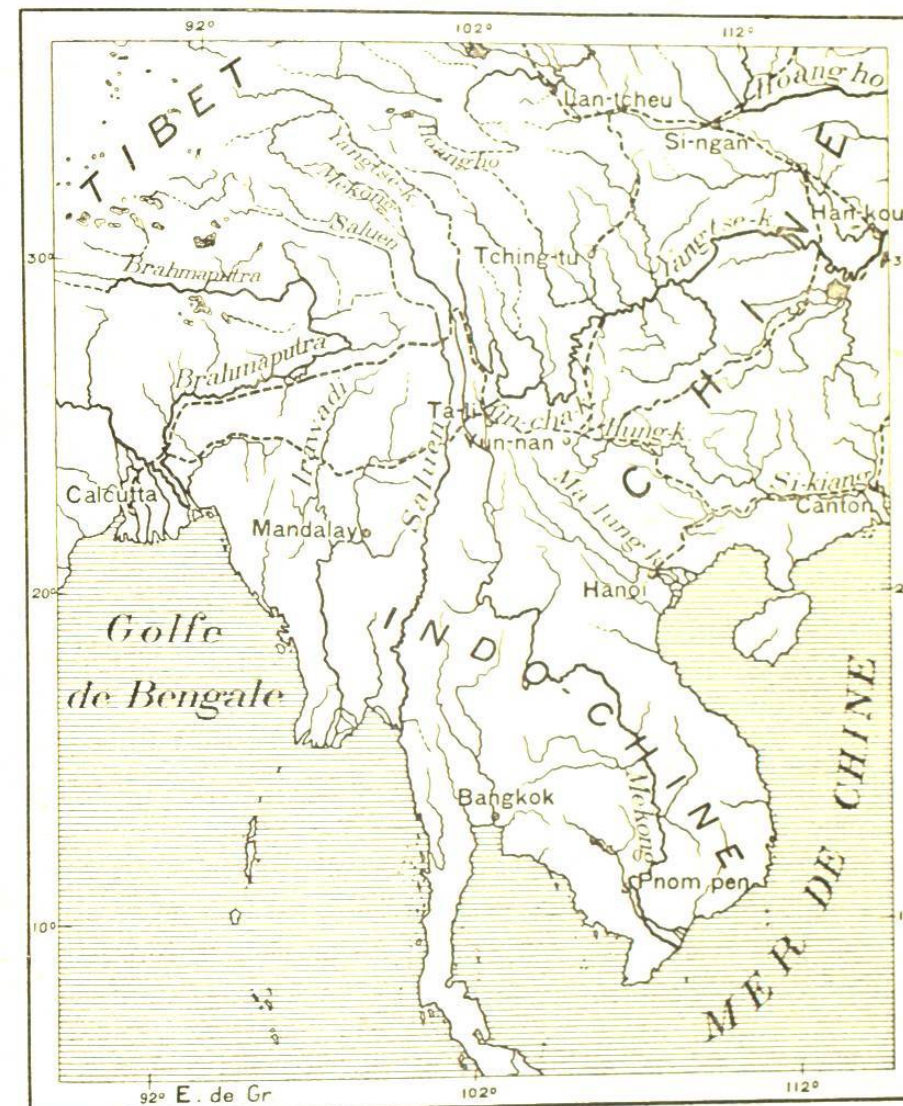 92°
102°
112°
TIBET
Lan-tcheu
Hoang ho
Si-ngan
Yang tse-k.
Hoang ho
Mekong
Saluen
CHINE
Han-kou
30°
Tching-tu
Yang tse-k.
Brahmaputra
Brahmaputra
Irawadi
Ta-li
Kin-cha-k.
Yun-nan
Hung-k.
Saluen
Si-kiang
Calcutta
Canton
Mandalay
Hanoi
20°
Golfe
de Bengale
INDO CHINE
MER DE CHINE
Mekong
Bangkok
Pnom pen
10°
92°
E. de Gr
102°
112°